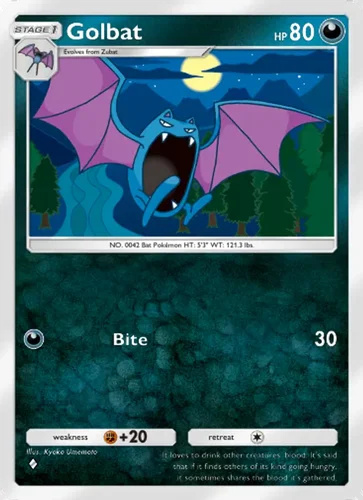 STAGE 1
Golbat
HP 80
Evolves from Zubat
NO. 0042 Bat Pokémon HT: 5'3" WT: 121.3 lbs.
Bite 30
weakness +20 retreat
Illus. Kyoko Umemoto
It loves to drink other creatures' blood. It's said
that if it finds others of its kind going hungry,
it sometimes shares the blood it's gathered.